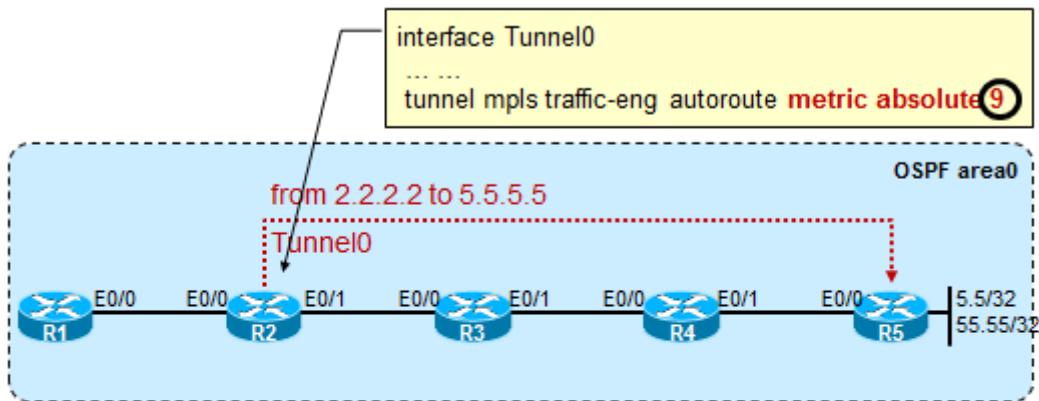 interface Tunnel0
... ...
tunnel mpls traffic-eng autoroute metric absolute 9
OSPF area0
from 2.2.2.2 to 5.5.5.5
Tunnel0
E0/0 E0/0 E0/1 E0/0 E0/1 E0/0 E0/1 E0/0 5.5/32
R1 R2 R3 R4 R5 55.55/32